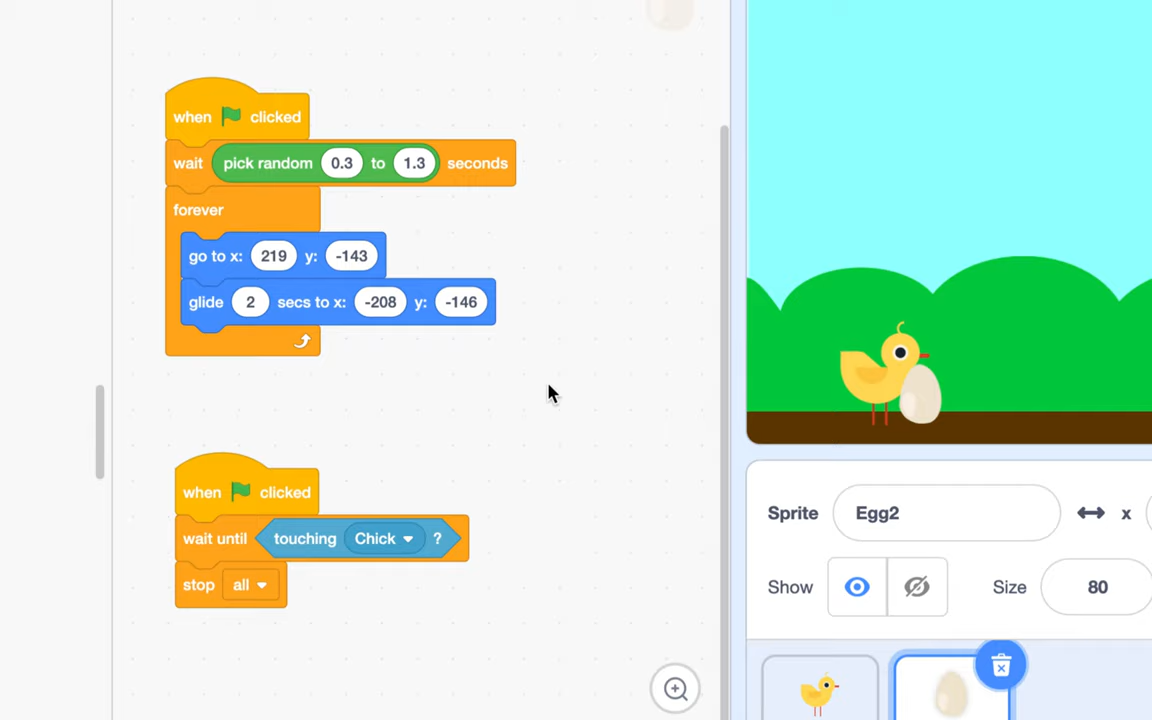 when clicked
wait pick random 0.3 to 1.3 seconds
forever
go to x: 219 y: -143
glide 2 secs to x: -208 y: -146
when clicked
wait until touching Chick ?
stop all
Sprite Egg2 x
Show Size 80